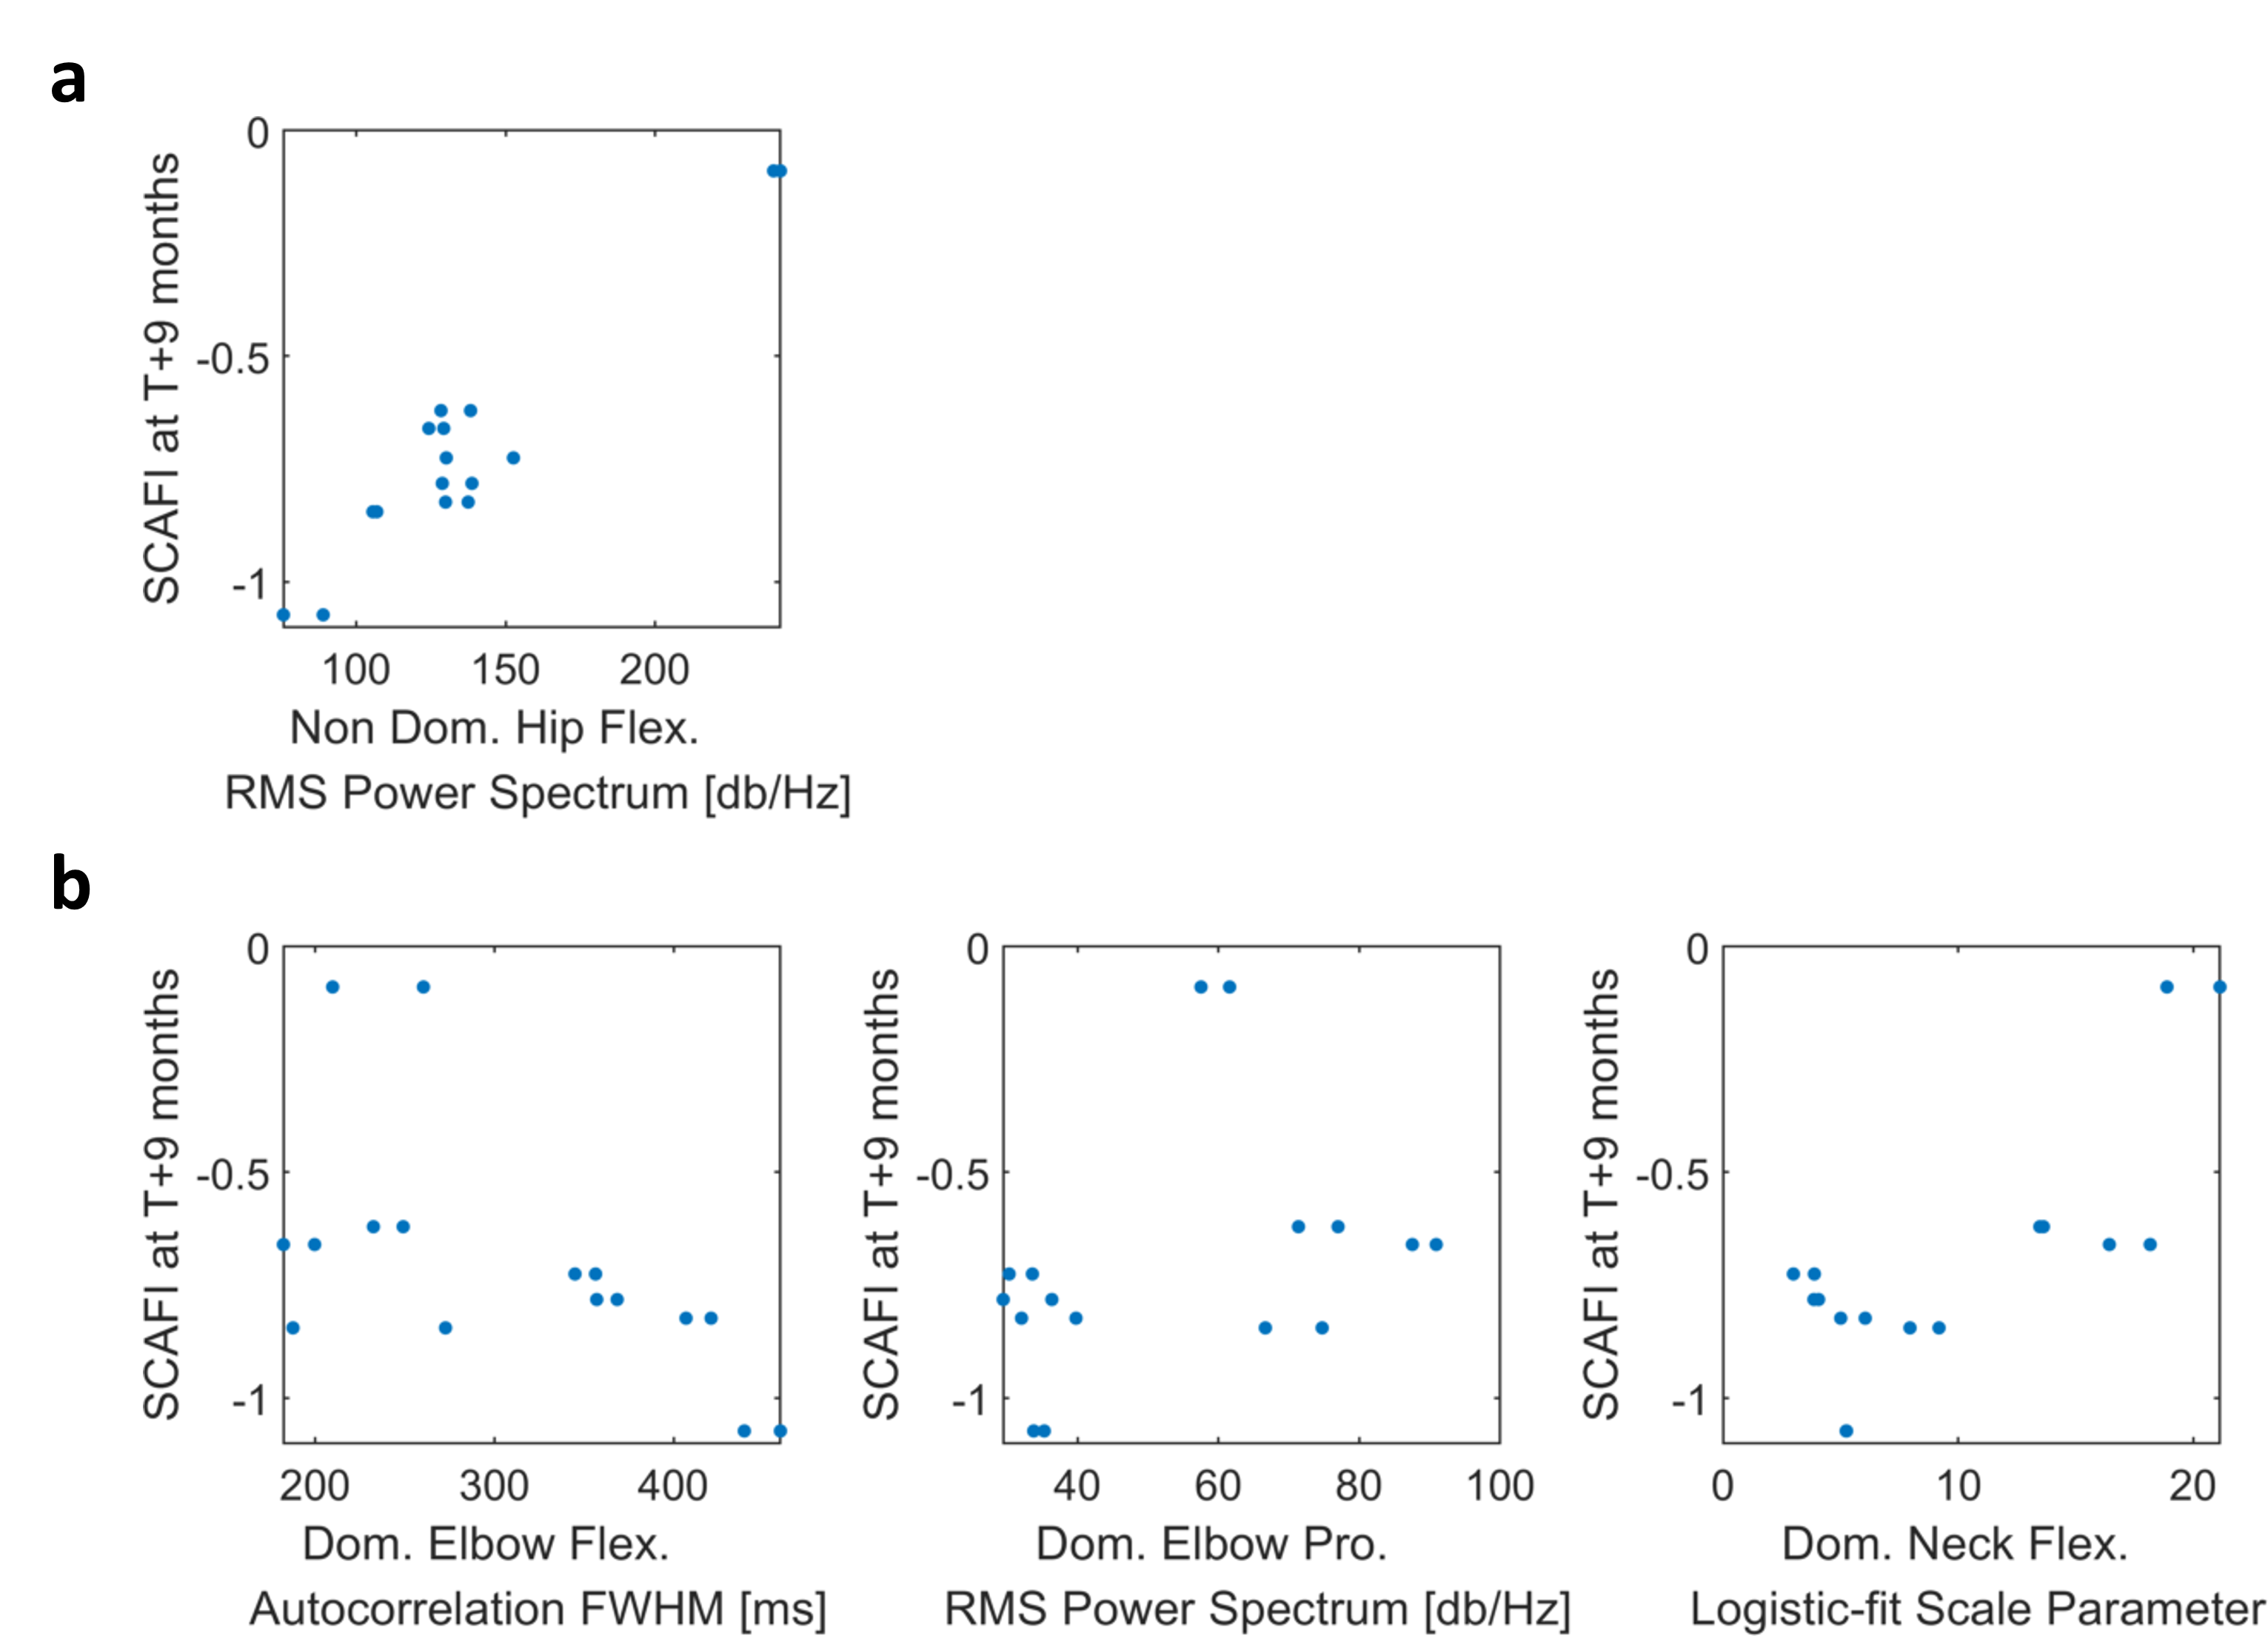 a
SCAFI at T+9 months
0
-0.5
-1
100 150 200
Non Dom. Hip Flex.
RMS Power Spectrum [db/Hz]
b
SCAFI at T+9 months
0
-0.5
-1
200 300 400
Dom. Elbow Flex.
Autocorrelation FWHM [ms]
SCAFI at T+9 months
0
-0.5
-1
40 60 80 100
Dom. Elbow Pro.
RMS Power Spectrum [db/Hz]
SCAFI at T+9 months
0
-0.5
-1
0 10 20
Dom. Neck Flex.
Logistic-fit Scale Parameter